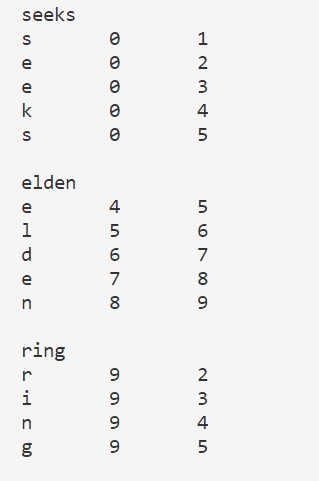 seeks
s 0 1
e 0 2
e 0 3
k 0 4
s 0 5
elden
e 4 5
l 5 6
d 6 7
e 7 8
n 8 9
ring
r 9 2
i 9 3
n 9 4
g 9 5